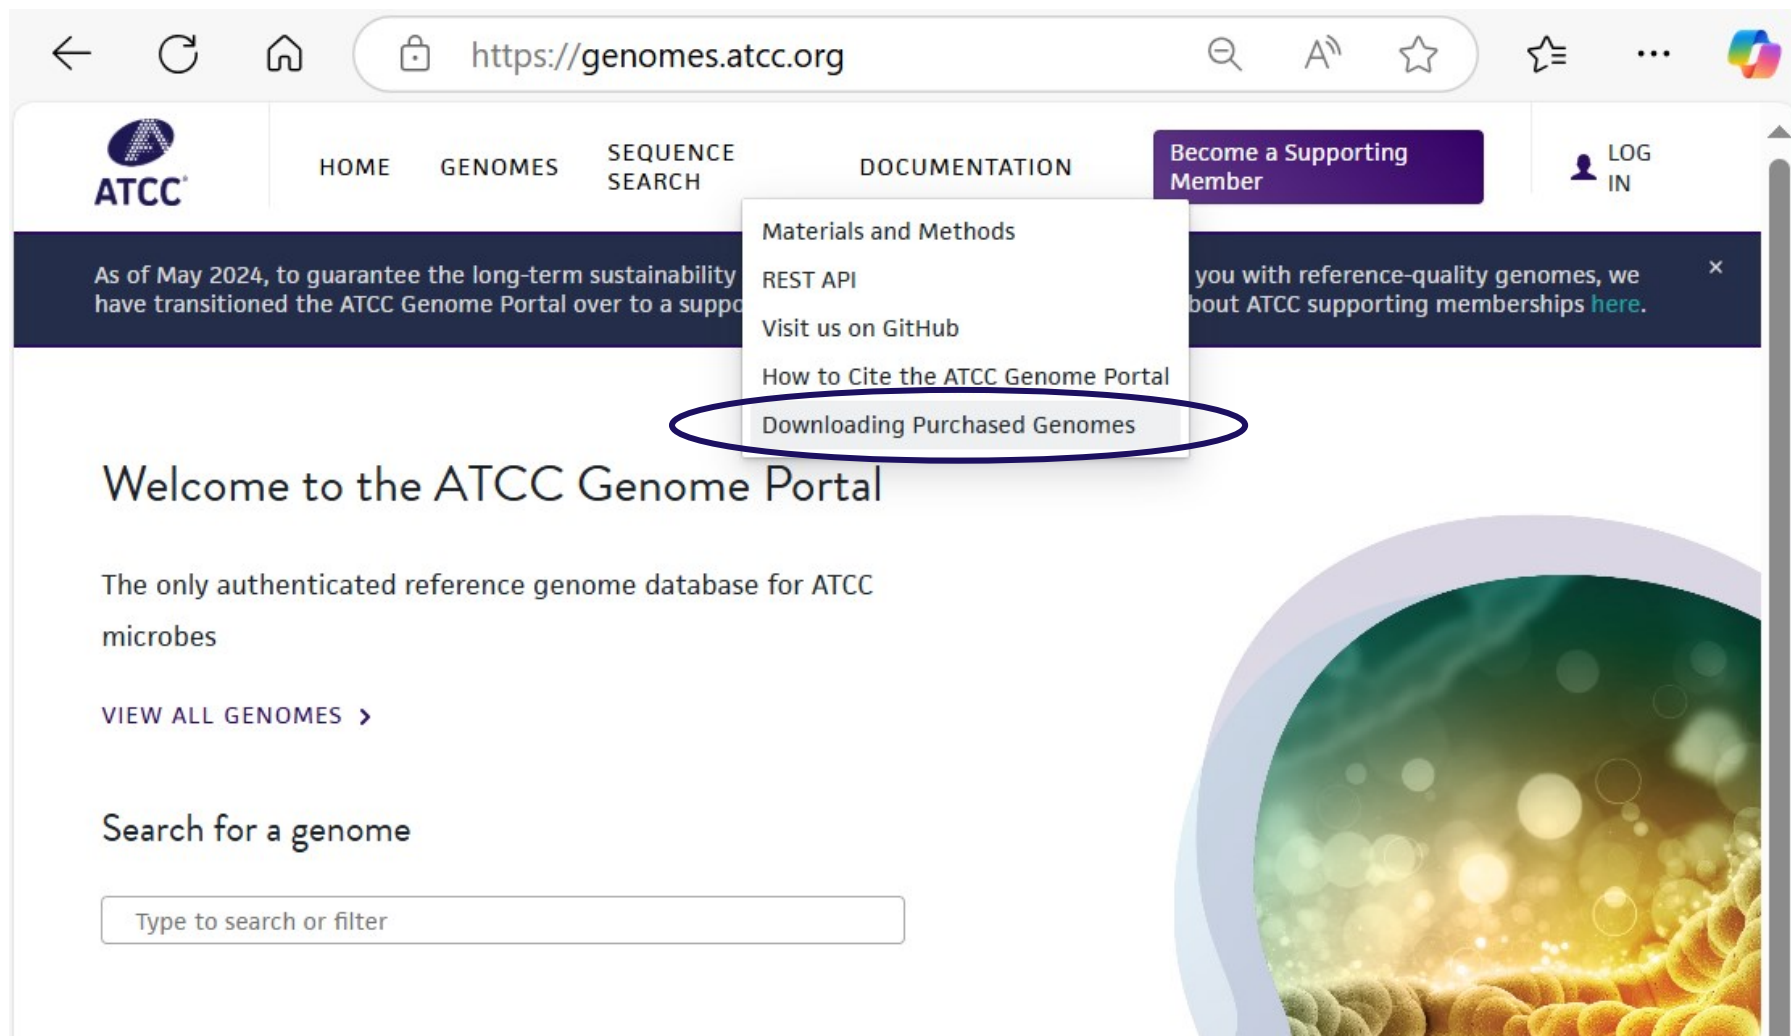 https://genomes.atcc.org
ATCC
HOME
GENOMES
SEQUENCE
SEARCH
DOCUMENTATION
Become a Supporting
Member
LOG
IN
Materials and Methods
REST API
Visit us on GitHub
How to Cite the ATCC Genome Portal
Downloading Purchased Genomes
As of May 2024, to guarantee the long-term sustainability you with reference-quality genomes, we
have transitioned the ATCC Genome Portal over to a bout ATCC supporting memberships here.
Welcome to the ATCC Genome Portal
The only authenticated reference genome database for ATCC
microbes
VIEW ALL GENOMES >
Search for a genome
Type to search or filter